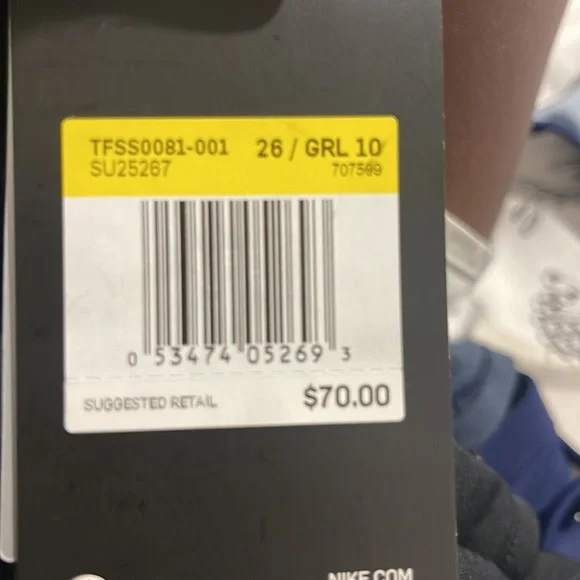 TFSS0081-001 26 / GRL 10
SU25267 707599
0 53474 05269 3
SUGGESTED RETAIL $70.00
NIKE.COM